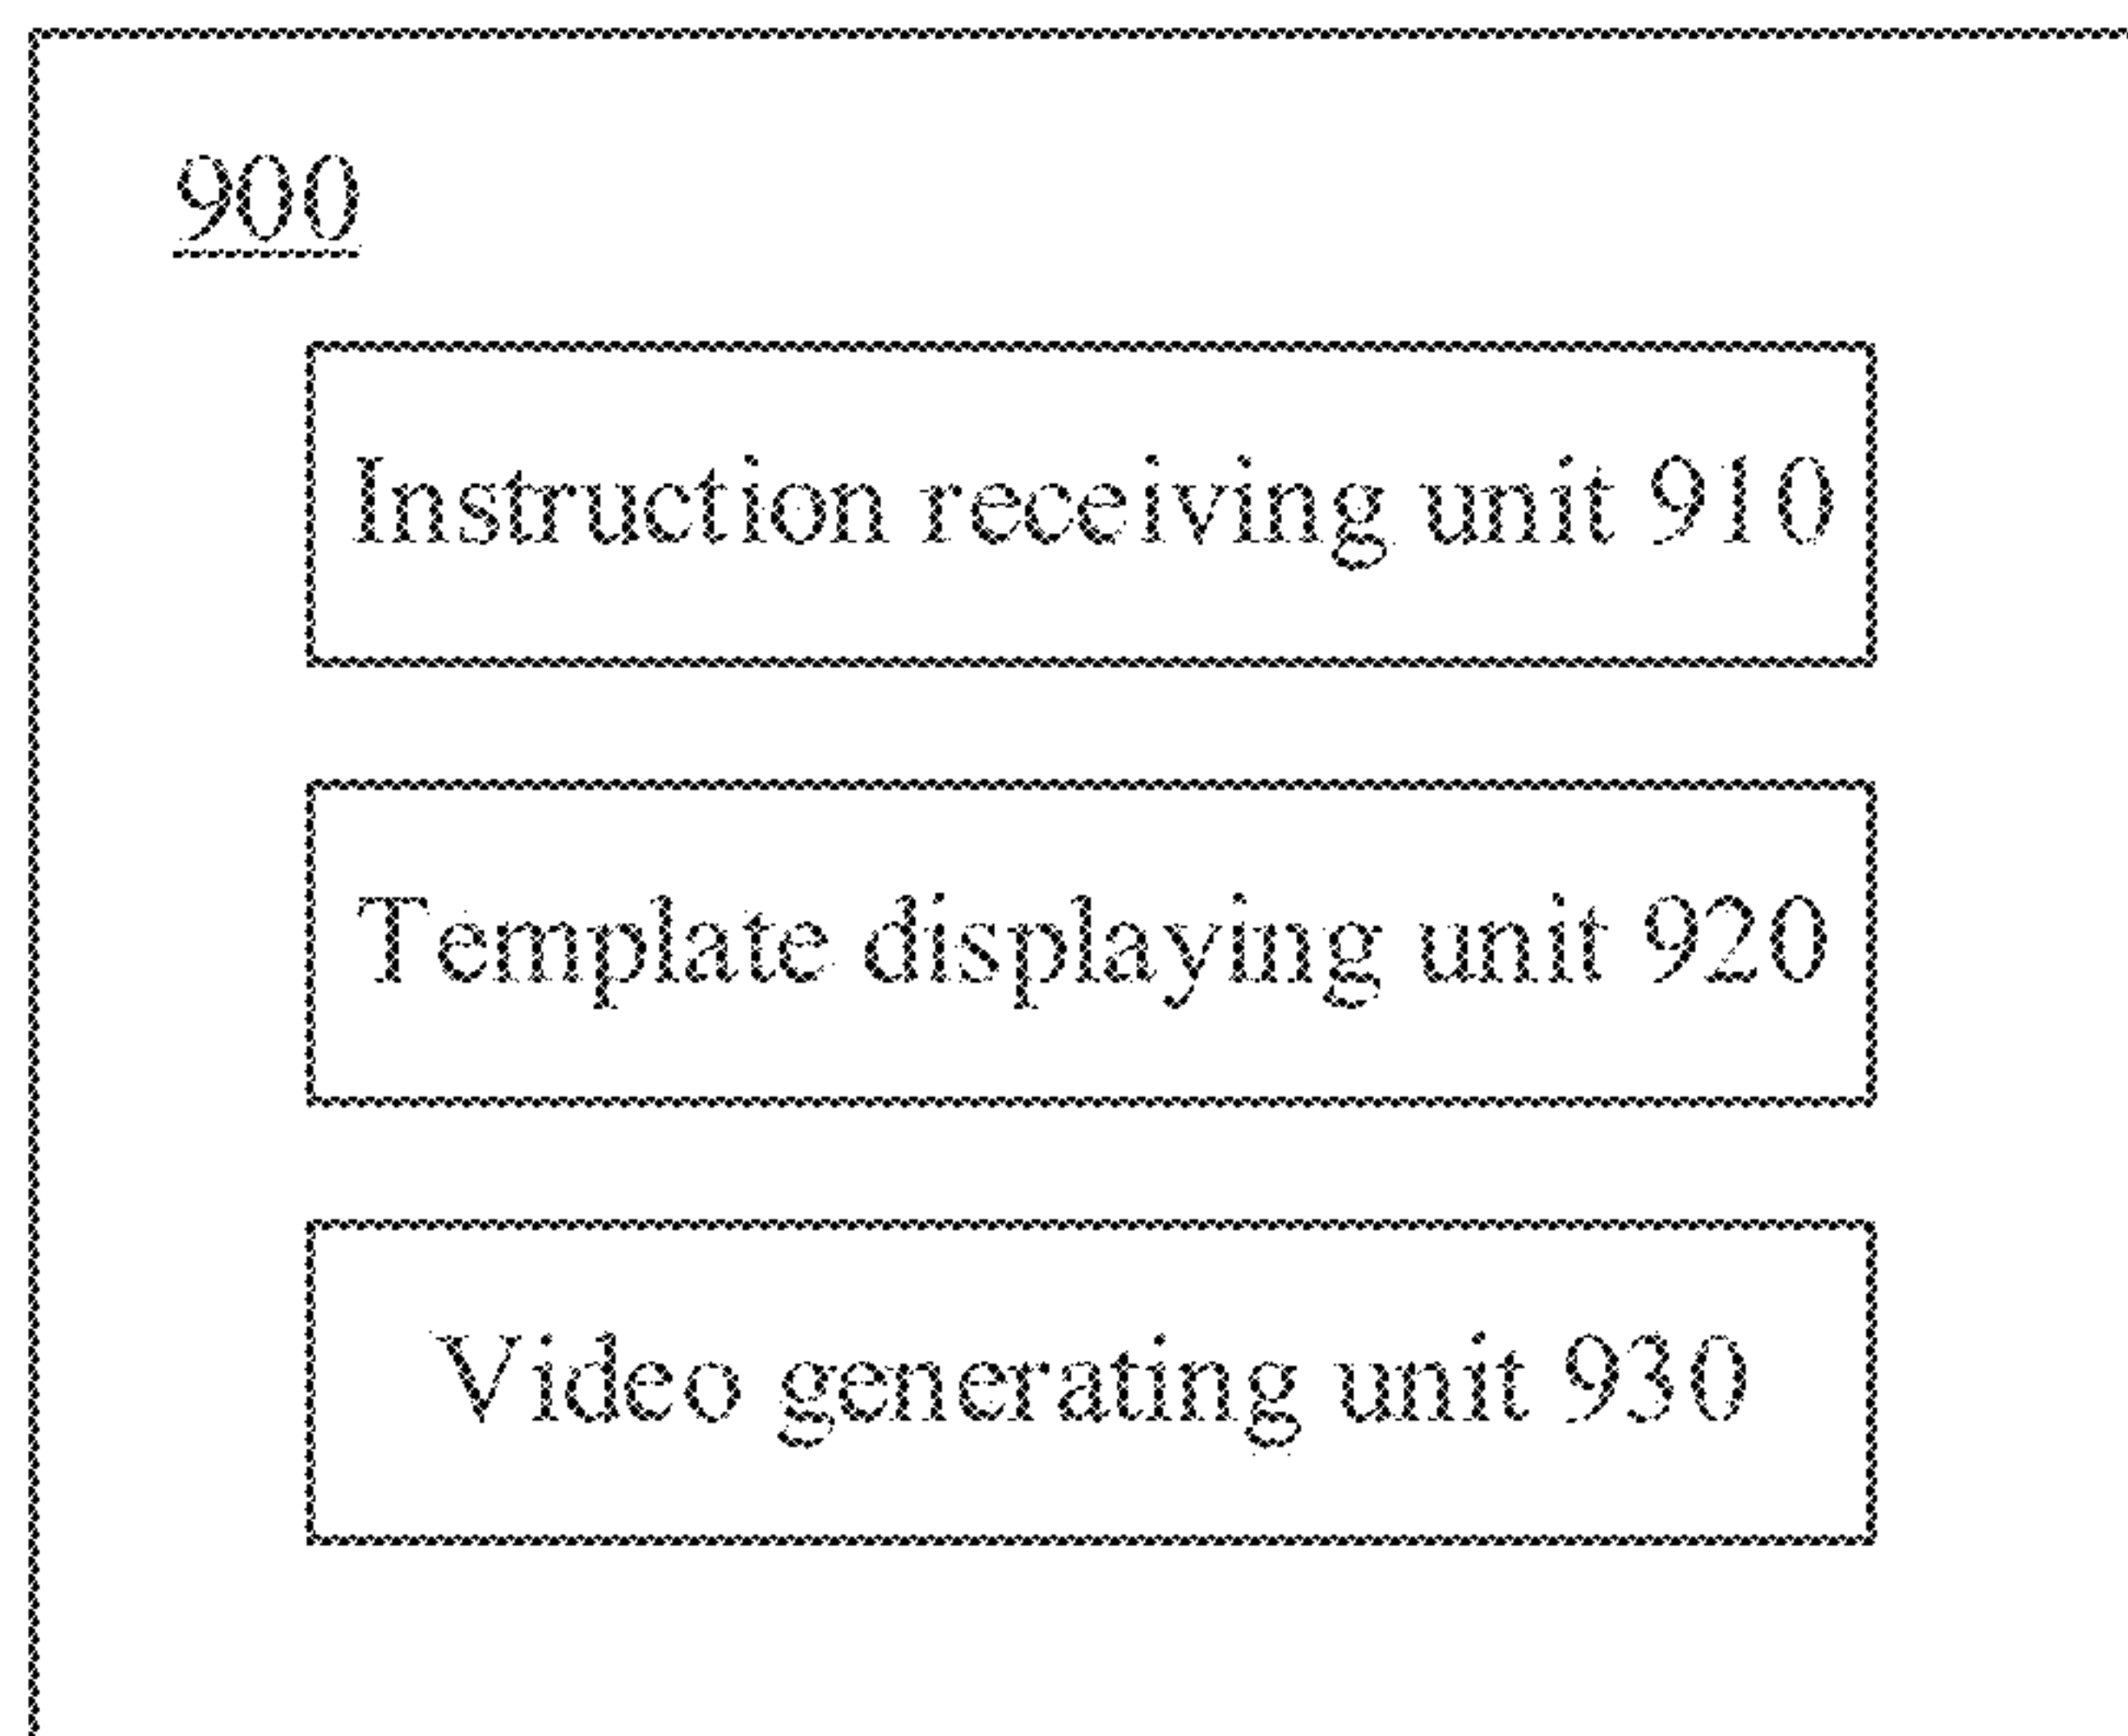 900
Instruction receiving unit 910
Template displaying unit 920
Video generating unit 930